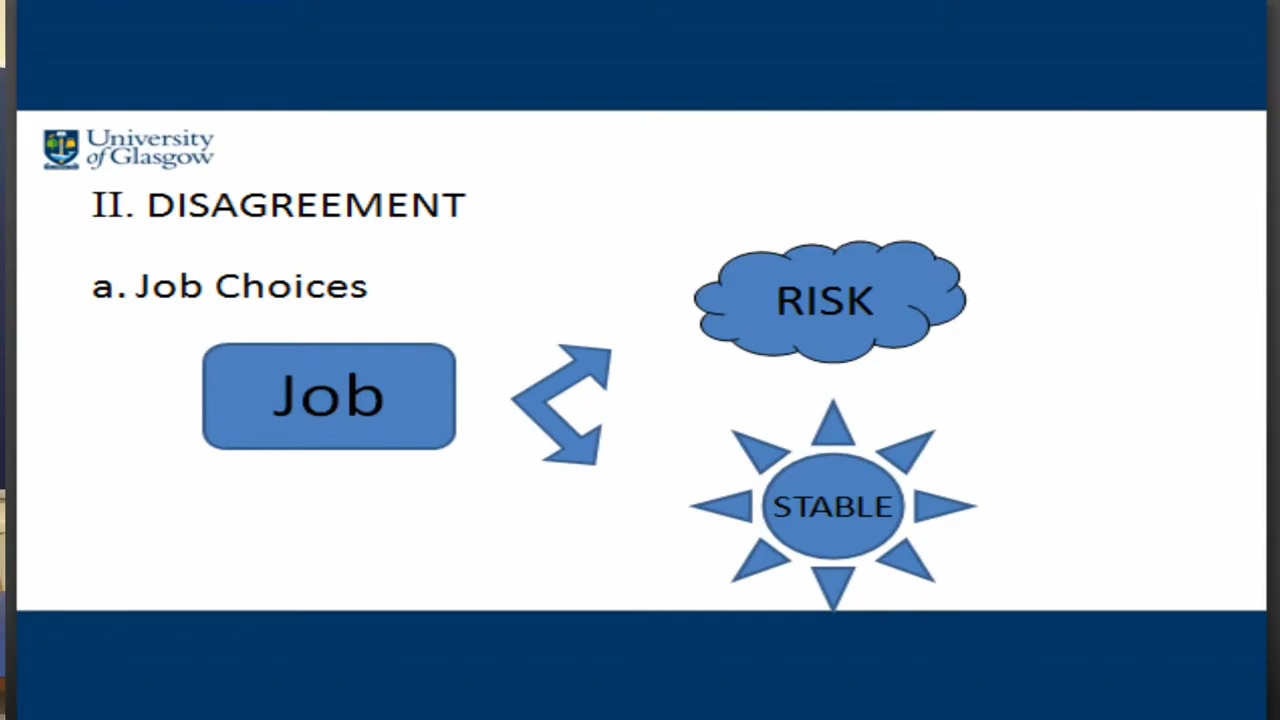 University
of Glasgow
II. DISAGREEMENT
a. Job Choices
RISK
Job
STABLE